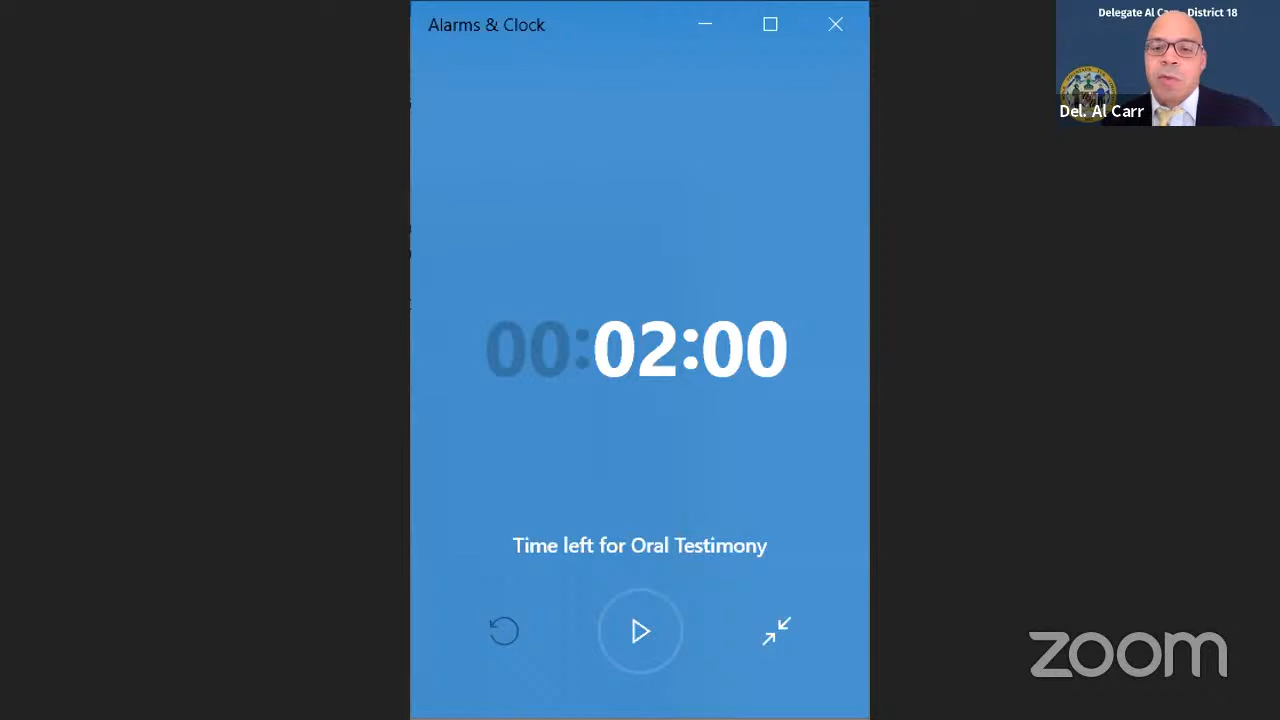 Alarms & Clock
Delegate Al Carr - District 18
Del. Al Carr
00:02:00
Time left for Oral Testimony
zoom